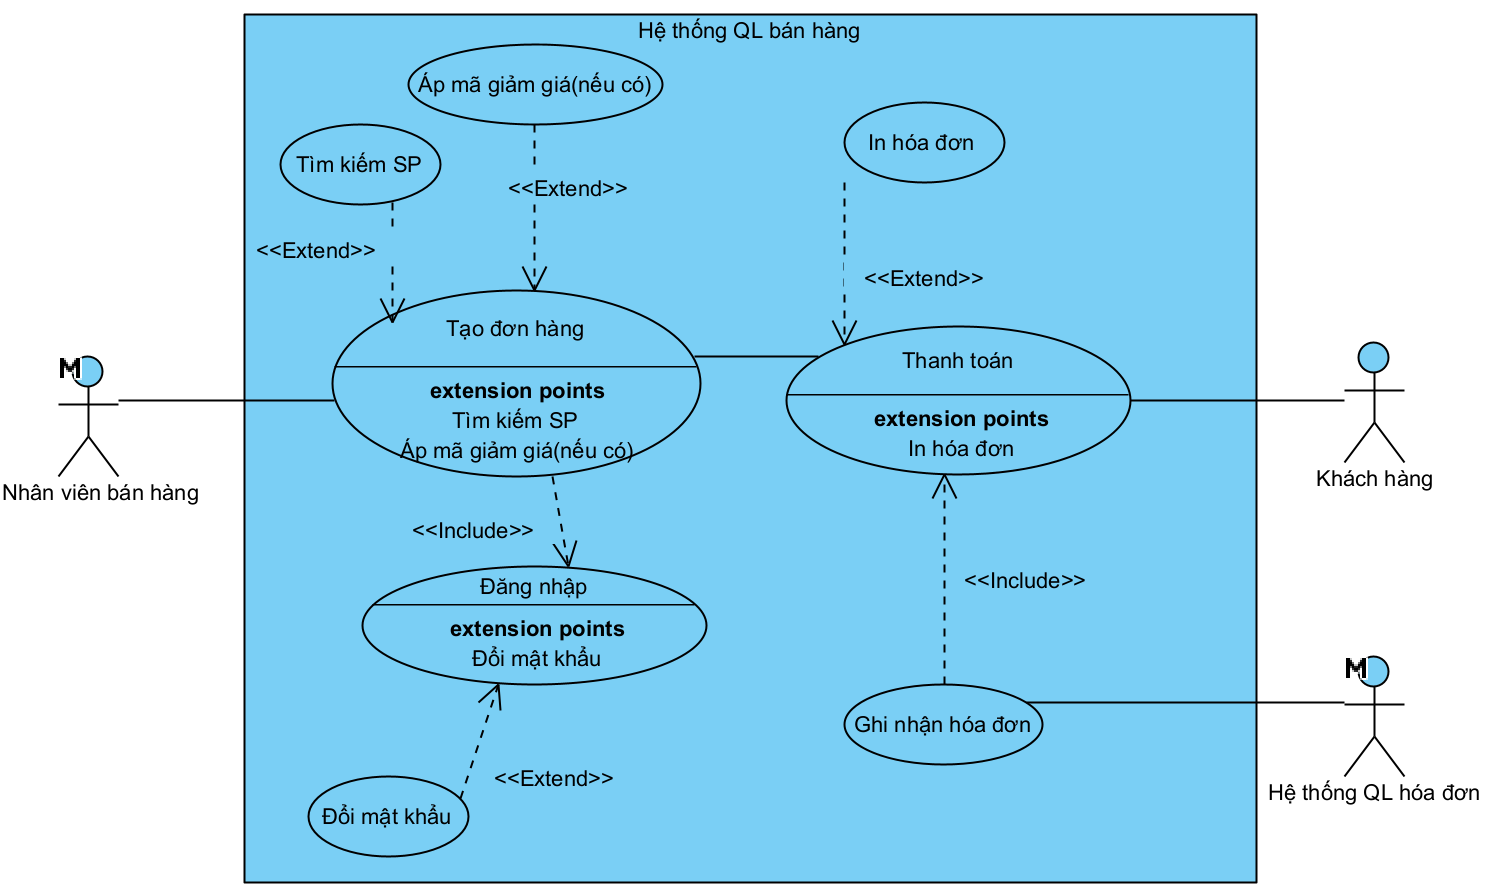 Hệ thống QL bán hàng
Áp mã giảm giá(nếu có)
In hóa đơn
Tìm kiếm SP
<<Extend>>
<<Extend>>
<<Extend>>
Tạo đơn hàng
extension points
Tìm kiếm SP
Áp mã giảm giá(nếu có)
Thanh toán
extension points
In hóa đơn
M
Nhân viên bán hàng
Khách hàng
<<Include>>
Đăng nhập
extension points
Đổi mật khẩu
<<Include>>
M
Ghi nhận hóa đơn
<<Extend>>
Đổi mật khẩu
Hệ thống QL hóa đơn